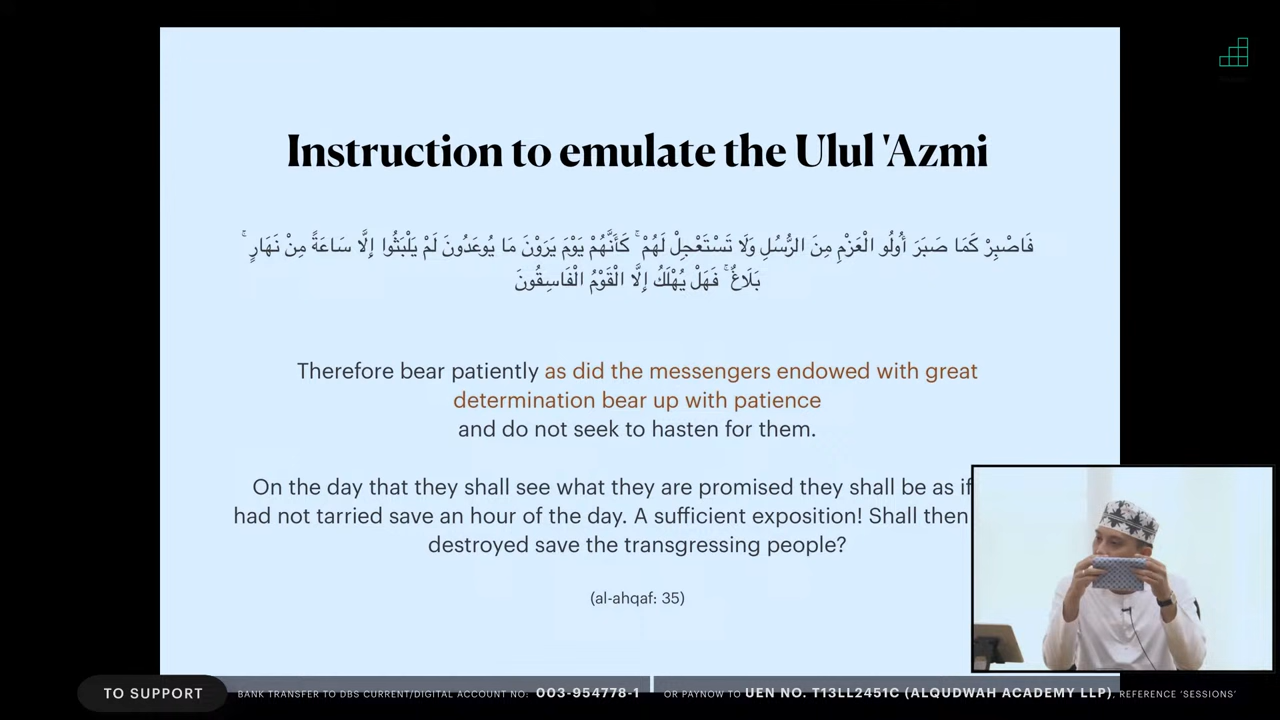 Instruction to emulate the Ulul 'Azmi
فَاصْبِرْ كَمَا صَبَرَ أُولُو الْعَزْمِ مِنَ الرُّسُلِ وَلَا تَسْتَعْجِلْ لَهُمْ ۚ كَأَنَّهُمْ يَوْمَ يَرَوْنَ مَا يُوعَدُونَ لَمْ يَلْبَثُوا إِلَّا سَاعَةً مِنْ نَهَارٍ ۚ
بَلَاغٌ ۚ فَهَلْ يُهْلَكُ إِلَّا الْقَوْمُ الْفَاسِقُونَ
Therefore bear patiently as did the messengers endowed with great
determination bear up with patience
and do not seek to hasten for them.
On the day that they shall see what they are promised they shall be as if
had not tarried save an hour of the day. A sufficient exposition! Shall then
destroyed save the transgressing people?
(al-ahqaf: 35)
TO SUPPORT BANK TRANSFER TO DBS CURRENT/DIGITAL ACCOUNT NO: 003-954778-1 OR PAYNOW TO UEN NO. T13LL2451C (ALQUDWAH ACADEMY LLP), REFERENCE 'SESSIONS'